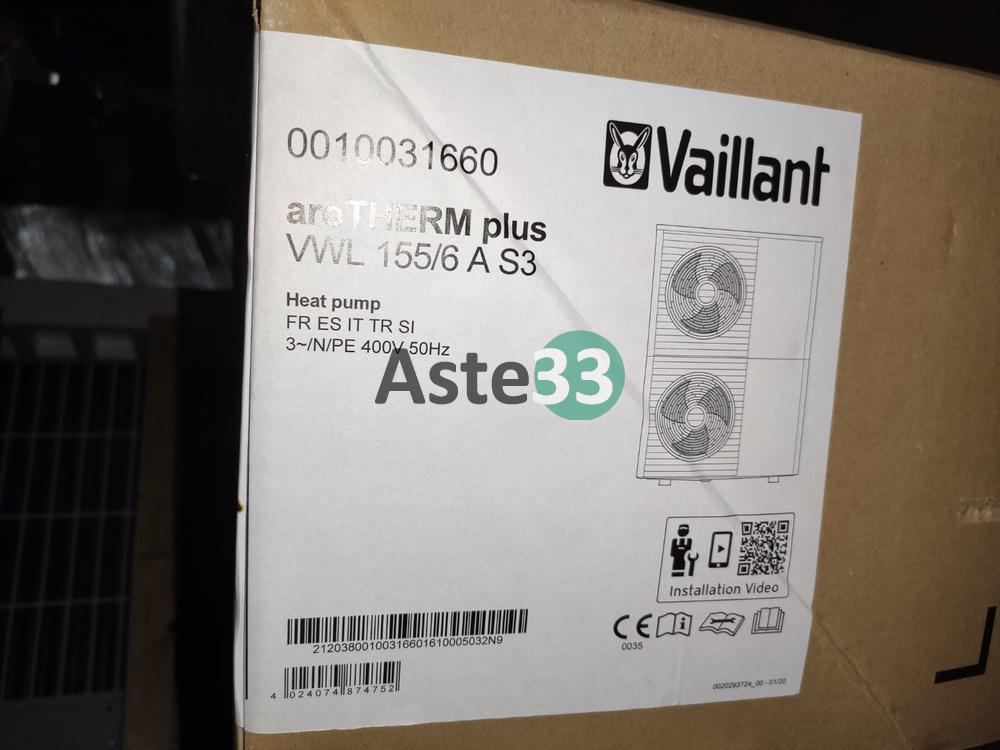 0010031660
Vaillant
aroTHERM plus
VWL 155/6 A S3
Heat pump
FR ES IT TR SI
3~/N/PE 400V 50Hz
Aste33
Installation Video
CE
0035
i
21203800100316601610005032N9
4 024074 874752
0020293724_00 - 01/20